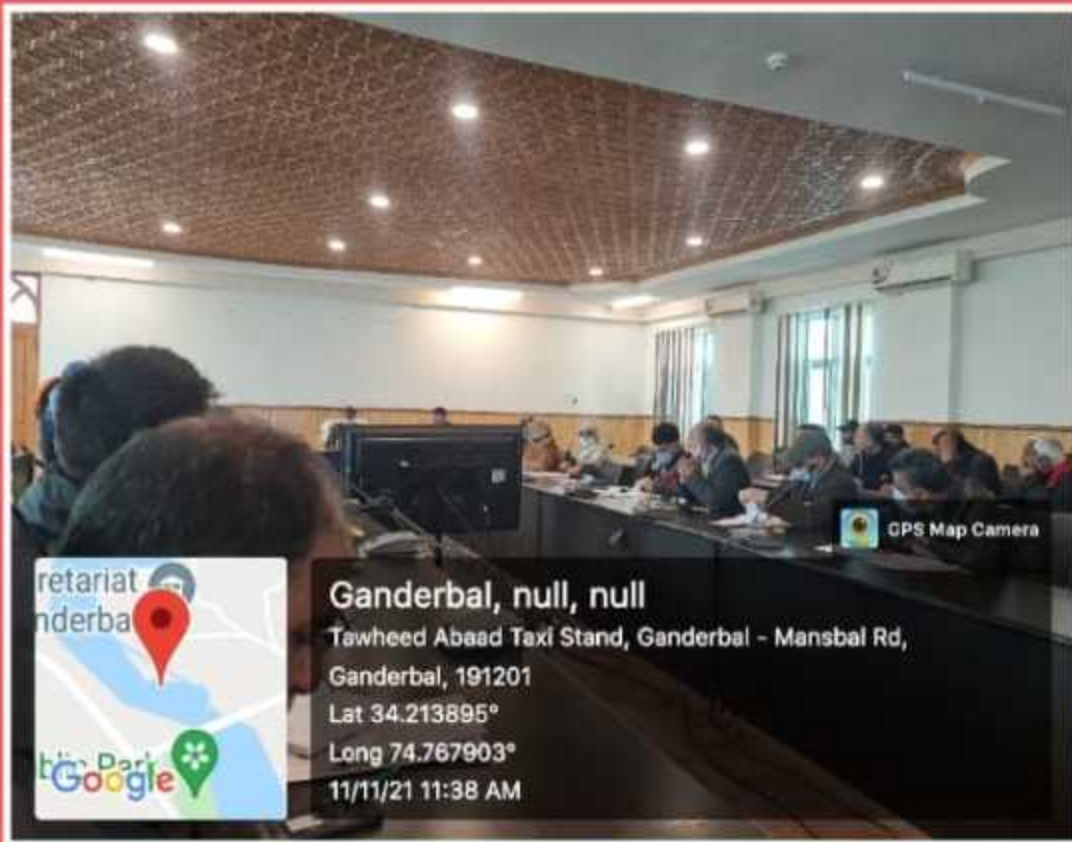 GPS Map Camera
retariat
nderba
Google
Ganderbal, null, null
Tawheed Abaad Taxi Stand, Ganderbal - Mansbal Rd,
Ganderbal, 191201
Lat 34.213895°
Long 74.767903°
11/11/21 11:38 AM